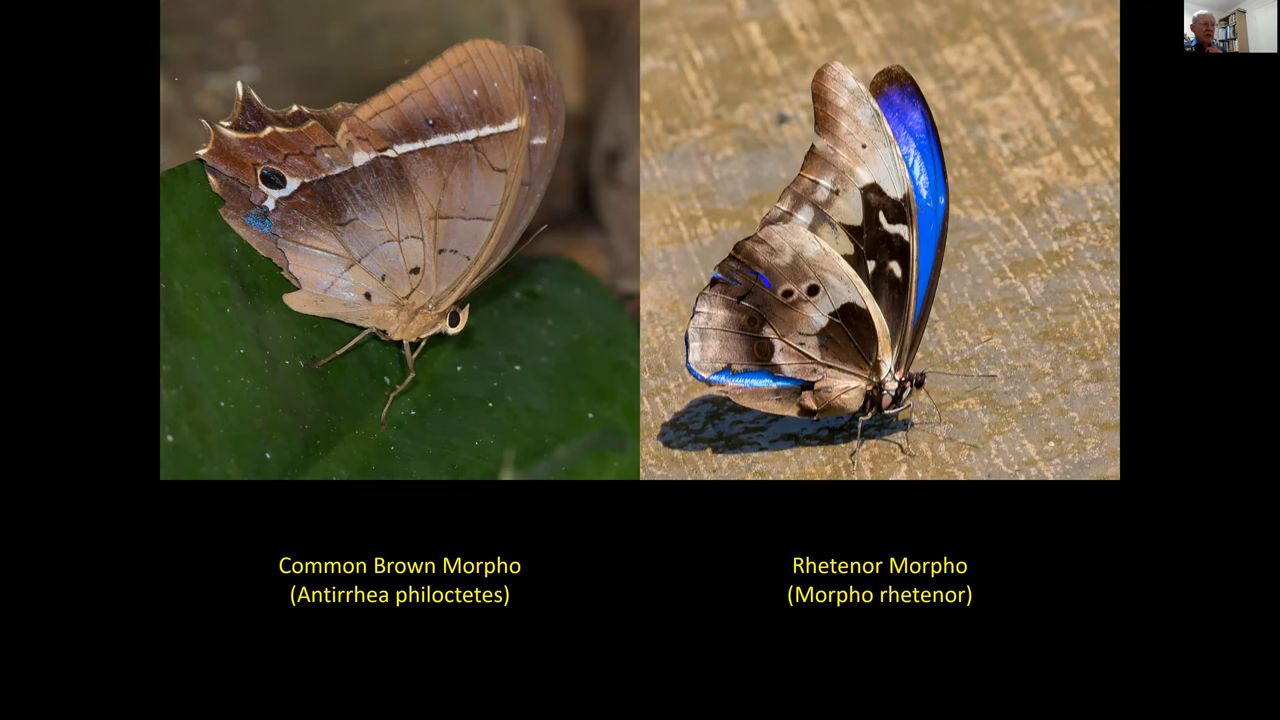 Common Brown Morpho
(Antirrhea philoctetes)
Rhetenor Morpho
(Morpho rhetenor)